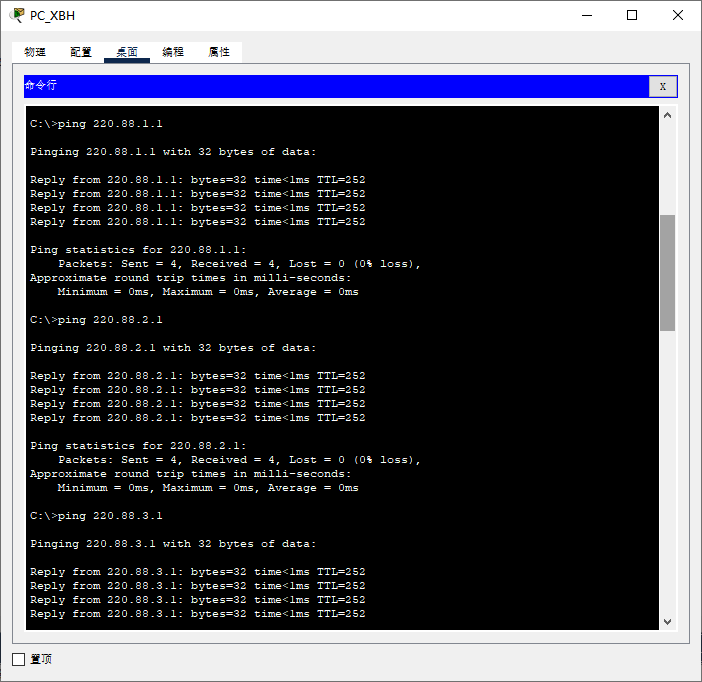 PC_XBH
物理 配置 桌面 编程 属性
命令行
X
C:\>ping 220.88.1.1
Pinging 220.88.1.1 with 32 bytes of data:
Reply from 220.88.1.1: bytes=32 time<1ms TTL=252
Reply from 220.88.1.1: bytes=32 time<1ms TTL=252
Reply from 220.88.1.1: bytes=32 time<1ms TTL=252
Reply from 220.88.1.1: bytes=32 time<1ms TTL=252
Ping statistics for 220.88.1.1:
Packets: Sent = 4, Received = 4, Lost = 0 (0% loss),
Approximate round trip times in milli-seconds:
Minimum = 0ms, Maximum = 0ms, Average = 0ms
C:\>ping 220.88.2.1
Pinging 220.88.2.1 with 32 bytes of data:
Reply from 220.88.2.1: bytes=32 time<1ms TTL=252
Reply from 220.88.2.1: bytes=32 time<1ms TTL=252
Reply from 220.88.2.1: bytes=32 time<1ms TTL=252
Reply from 220.88.2.1: bytes=32 time<1ms TTL=252
Ping statistics for 220.88.2.1:
Packets: Sent = 4, Received = 4, Lost = 0 (0% loss),
Approximate round trip times in milli-seconds:
Minimum = 0ms, Maximum = 0ms, Average = 0ms
C:\>ping 220.88.3.1
Pinging 220.88.3.1 with 32 bytes of data:
Reply from 220.88.3.1: bytes=32 time<1ms TTL=252
Reply from 220.88.3.1: bytes=32 time<1ms TTL=252
Reply from 220.88.3.1: bytes=32 time<1ms TTL=252
Reply from 220.88.3.1: bytes=32 time<1ms TTL=252
置顶